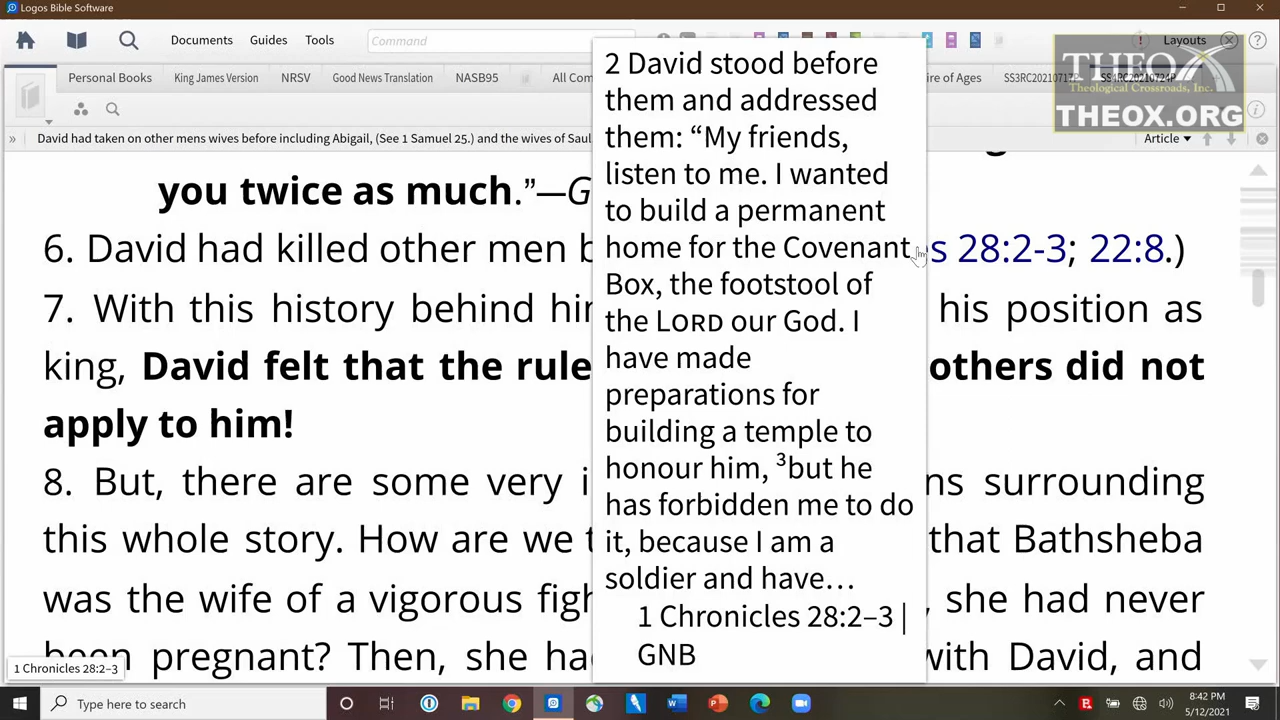 Logos Bible Software
Documents Guides Tools Command Layouts
Personal Books King James Version NRSV Good News Translation NASB95 All Com ire of Ages
THEOX
Theological Crossroads, Inc.
THEOX.ORG
» David had taken on other mens wives before including Abigail, (See 1 Samuel 25,) and the wives of Saul Article
you twice as much.”—G
6. David had killed other men b s 28:2-3; 22:8.)
7. With this history behind hi his position as
king, David felt that the rule others did not
apply to him!
8. But, there are some very i ns surrounding
this whole story. How are we t that Bathsheba
was the wife of a vigorous figh , she had never
been pregnant? Then, she ha with David, and
2 David stood before
them and addressed
them: “My friends,
listen to me. I wanted
to build a permanent
home for the Covenant
Box, the footstool of
the LORD our God. I
have made
preparations for
building a temple to
honour him, ³but he
has forbidden me to do
it, because I am a
soldier and have…
1 Chronicles 28:2–3 |
GNB
1 Chronicles 28:2–3
Type here to search
8:42 PM
5/12/2021